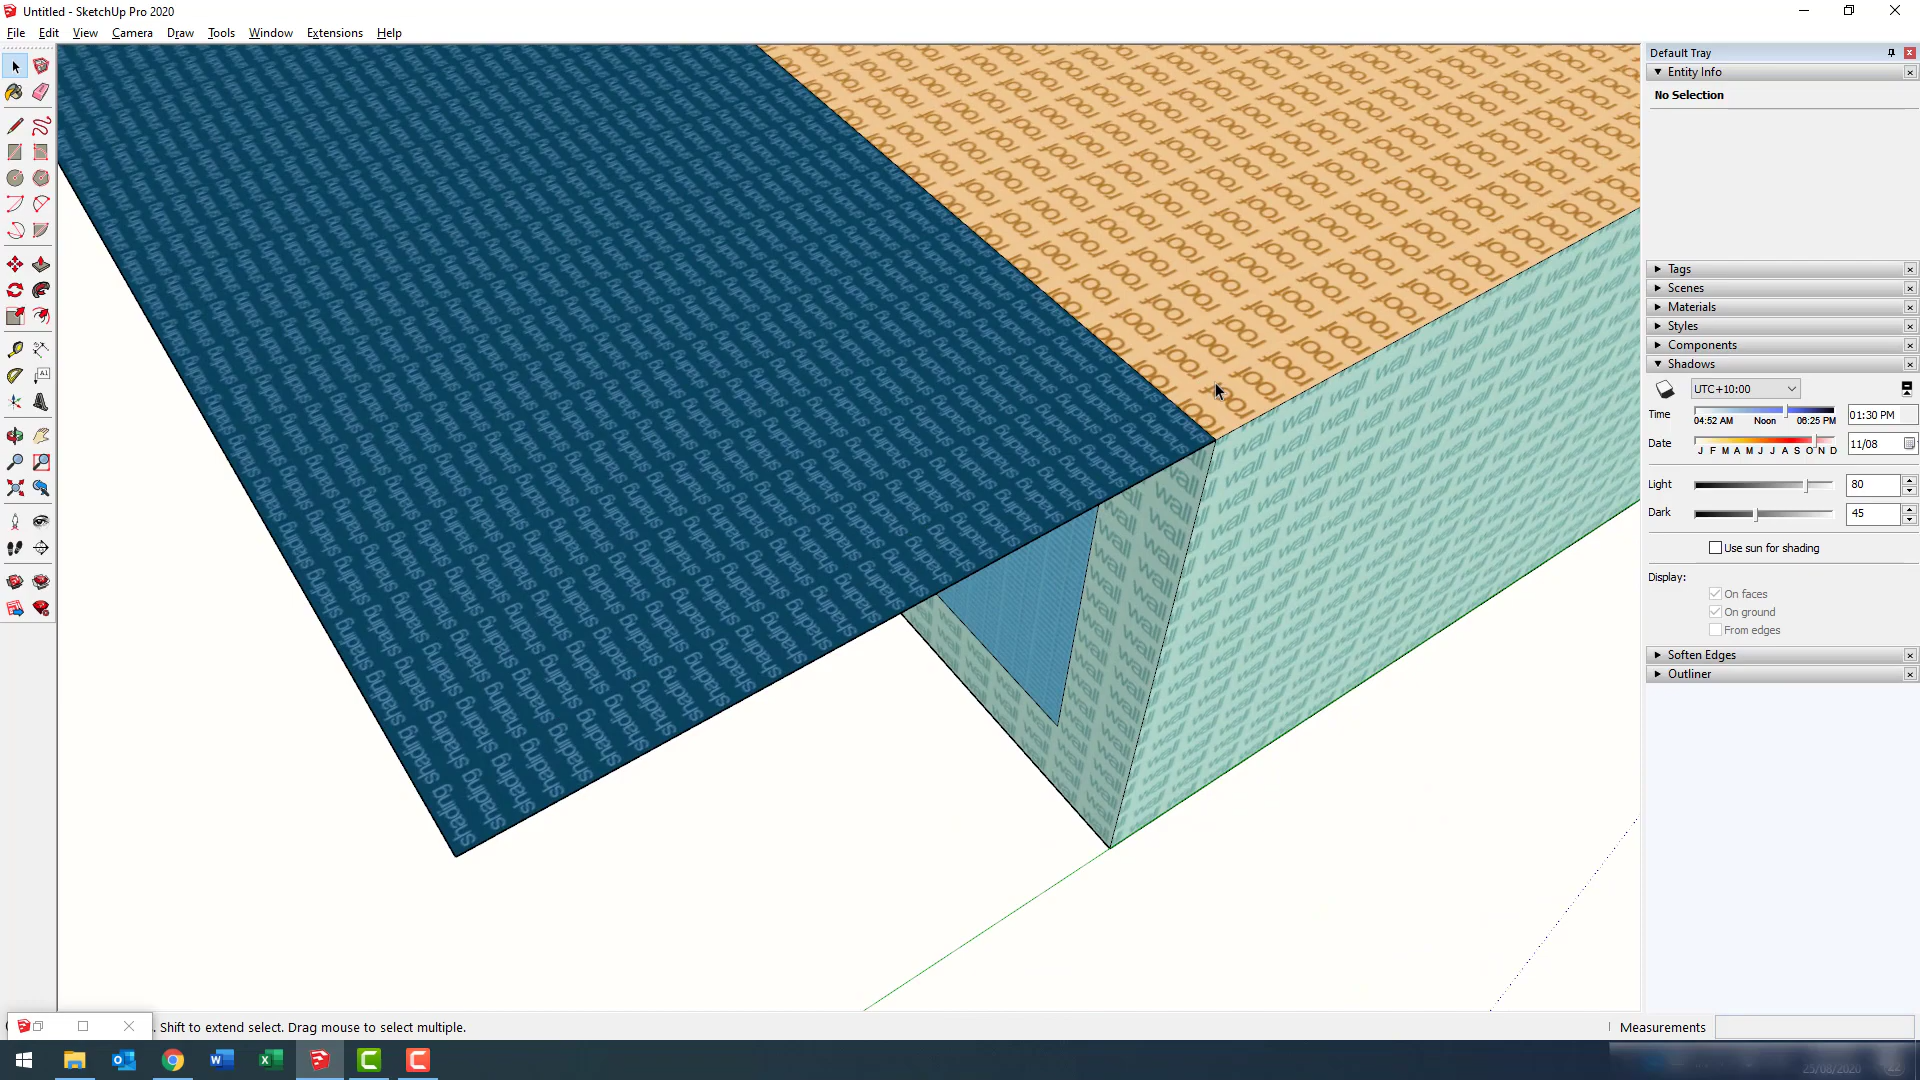 Untitled - SketchUp Pro 2020
File Edit View Camera Draw Tools Window Extensions Help
Default Tray
Entity Info
No Selection
Tags
Scenes
Materials
Styles
Components
Shadows
UTC+10:00
Time 04:52 AM Noon 06:25 PM 01:30 PM
Date J F M A M J J A S O N D 11/08
Light 80
Dark 45
Use sun for shading
Display:
On faces
On ground
From edges
Soften Edges
Outliner
shading
roof
wall
. Shift to extend select. Drag mouse to select multiple.
Measurements